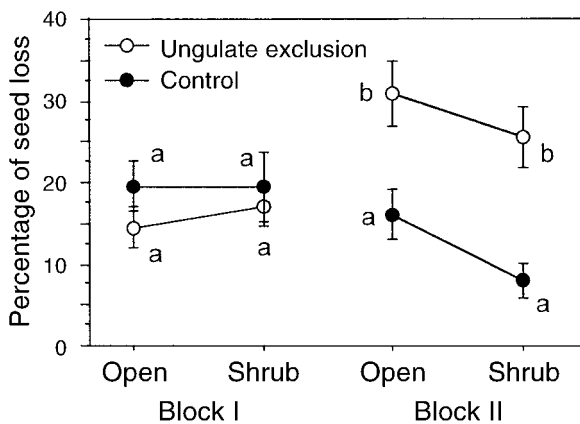 Percentage of seed loss
40
30
20
10
0
Ungulate exclusion
Control
a
a
a
a
b
b
a
a
Open
Shrub
Open
Shrub
Block I
Block II